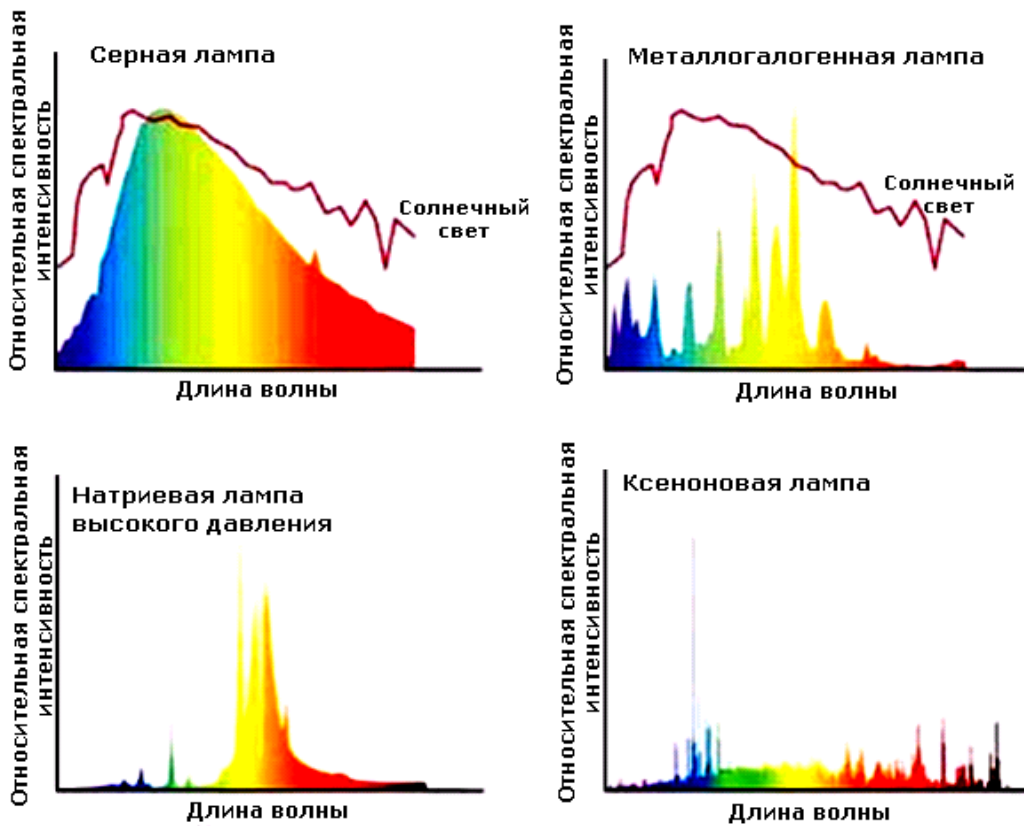 Серная лампа
Относительная спектральная
интенсивность
Солнечный
свет
Длина волны
Металлогалогенная лампа
Относительная спектральная
интенсивность
Солнечный
свет
Длина волны
Натриевая лампа
высокого давления
Относительная спектральная
интенсивность
Длина волны
Ксеноновая лампа
Относительная спектральная
интенсивность
Длина волны